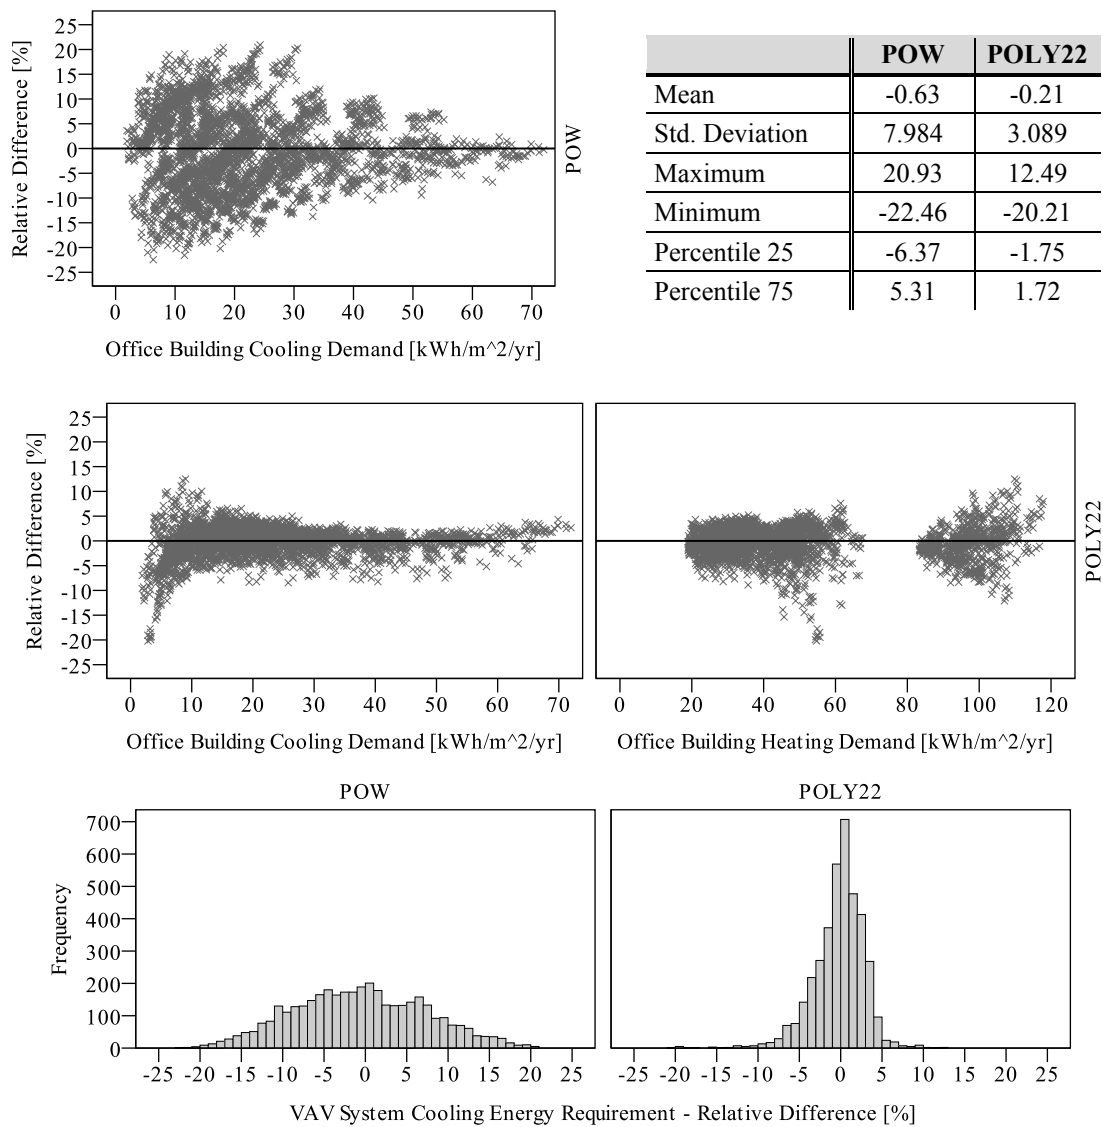 25
20
15
10
5
0
-5
-10
-15
-20
-25
Relative Difference [%]
POW
0 10 20 30 40 50 60 70
Office Building Cooling Demand [kWh/m^2/yr]
POW POLY22
Mean -0.63 -0.21
Std. Deviation 7.984 3.089
Maximum 20.93 12.49
Minimum -22.46 -20.21
Percentile 25 -6.37 -1.75
Percentile 75 5.31 1.72
25
20
15
10
5
0
-5
-10
-15
-20
-25
Relative Difference [%]
POLY22
0 10 20 30 40 50 60 70 0 20 40 60 80 100 120
Office Building Cooling Demand [kWh/m^2/yr] Office Building Heating Demand [kWh/m^2/yr]
POW POLY22
700
600
500
400
300
200
100
0
Frequency
-25 -20 -15 -10 -5 0 5 10 15 20 25 -25 -20 -15 -10 -5 0 5 10 15 20 25
VAV System Cooling Energy Requirement - Relative Difference [%]